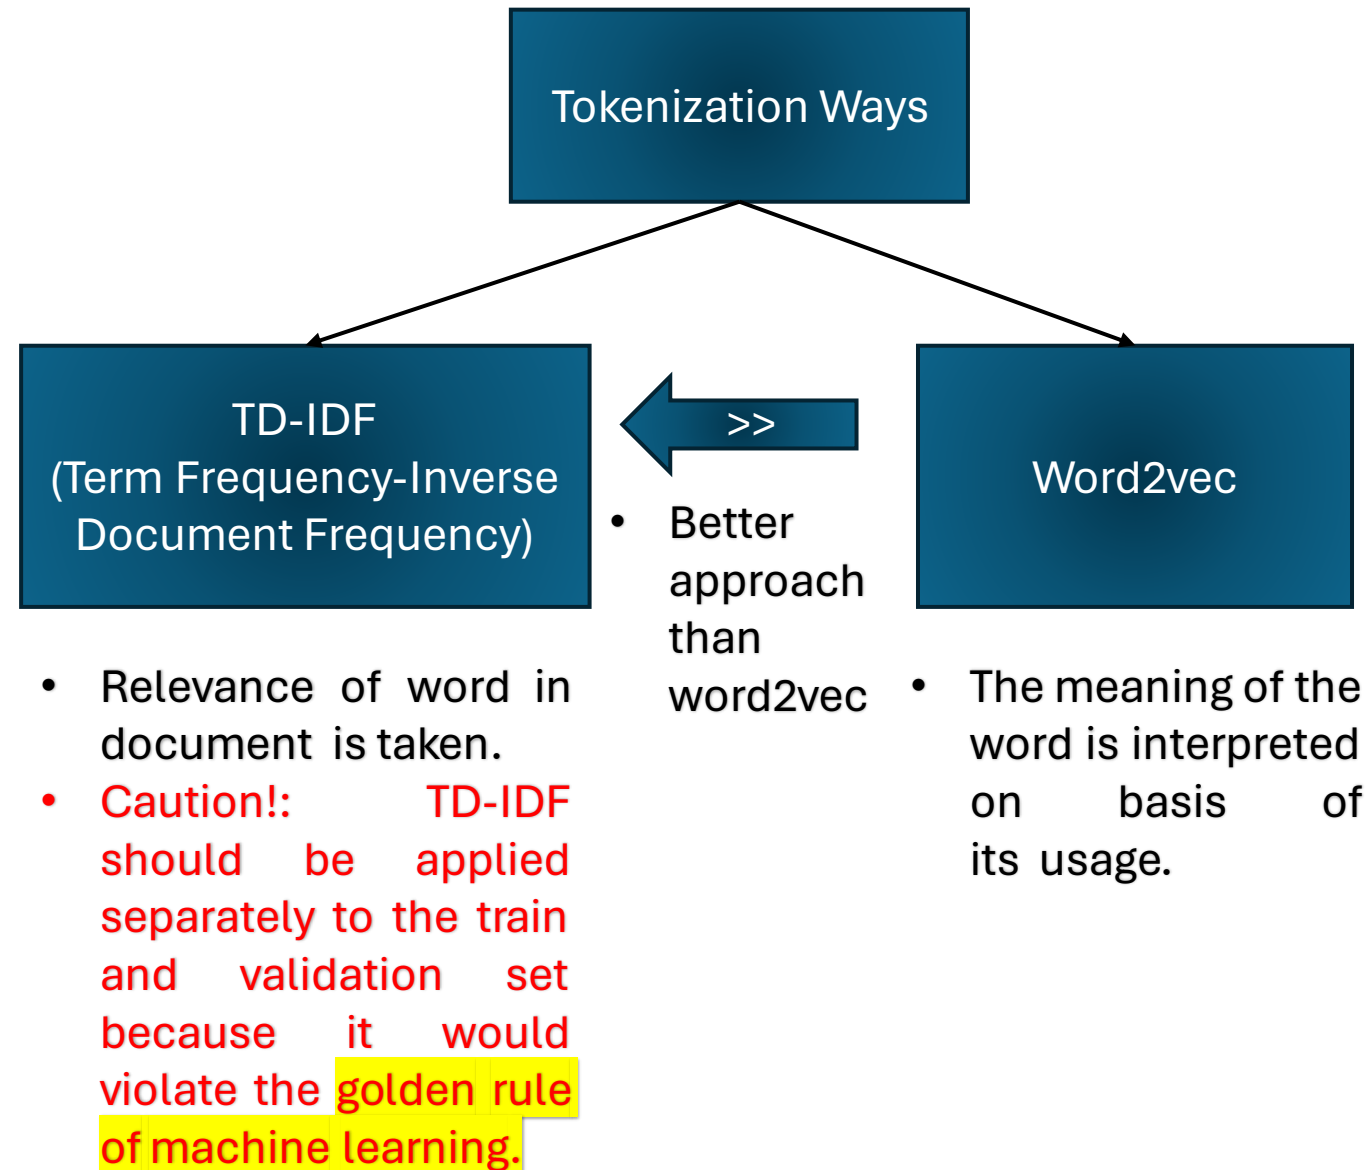 Tokenization Ways
TD-IDF
(Term Frequency-Inverse
Document Frequency)
>>
Word2vec
Better
approach
than
word2vec
Relevance of word in
document is taken.
Caution!: TD-IDF
should be applied
separately to the train
and validation set
because it would
violate the golden rule
of machine learning.
The meaning of the
word is interpreted
on basis of
its usage.